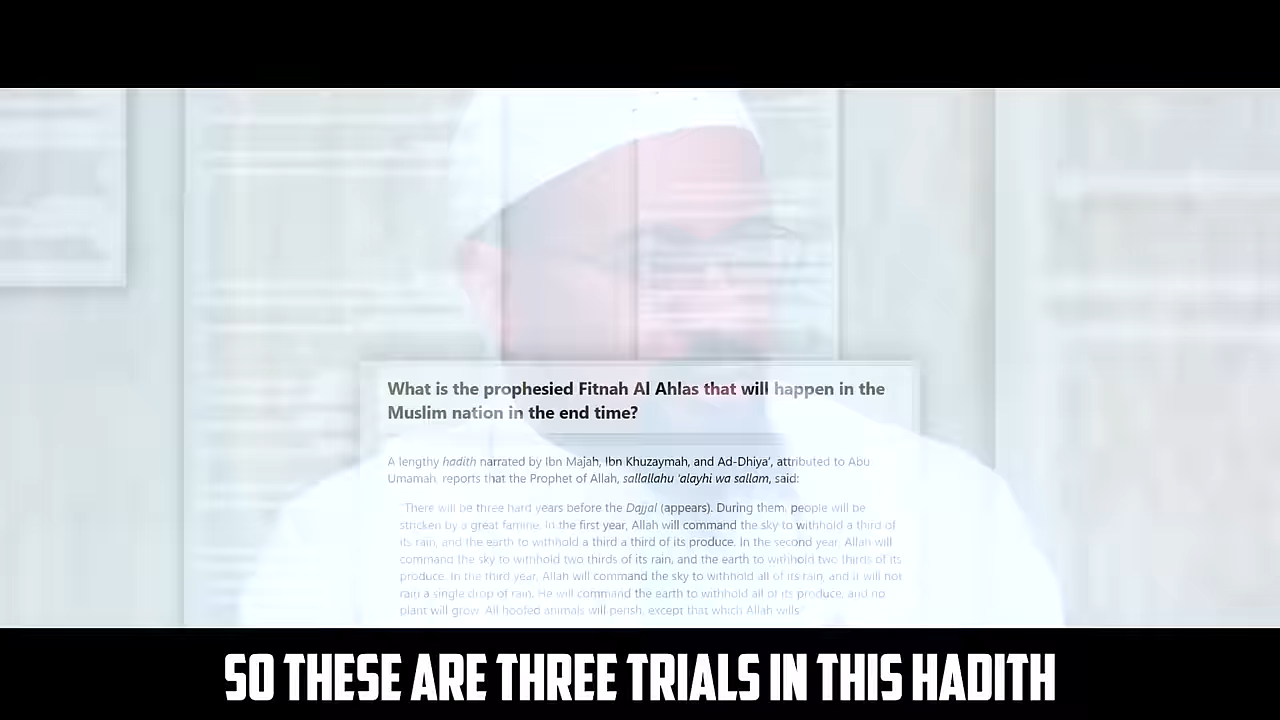 What is the prophesied Fitnah Al Ahlas that will happen in the
Muslim nation in the end time?
A lengthy hadith narrated by Ibn Majah, Ibn Khuzaymah, and Ad-Dhiya', attributed to Abu
Umamah, reports that the Prophet of Allah, sallallahu 'alayhi wa sallam, said:
"There will be three hard years before the Dajjal (appears). During them, people will be
stricken by a great famine. In the first year, Allah will command the sky to withhold a third of
its rain, and the earth to withhold a third a third of its produce. In the second year, Allah will
command the sky to withhold two thirds of its rain, and the earth to withhold two thirds of its
produce. In the third year, Allah will command the sky to withhold all of its rain, and it will not
rain a single drop of rain. He will command the earth to withhold all of its produce, and no
plant will grow. All hoofed animals will perish, except that which Allah wills"
SO THESE ARE THREE TRIALS IN THIS HADITH